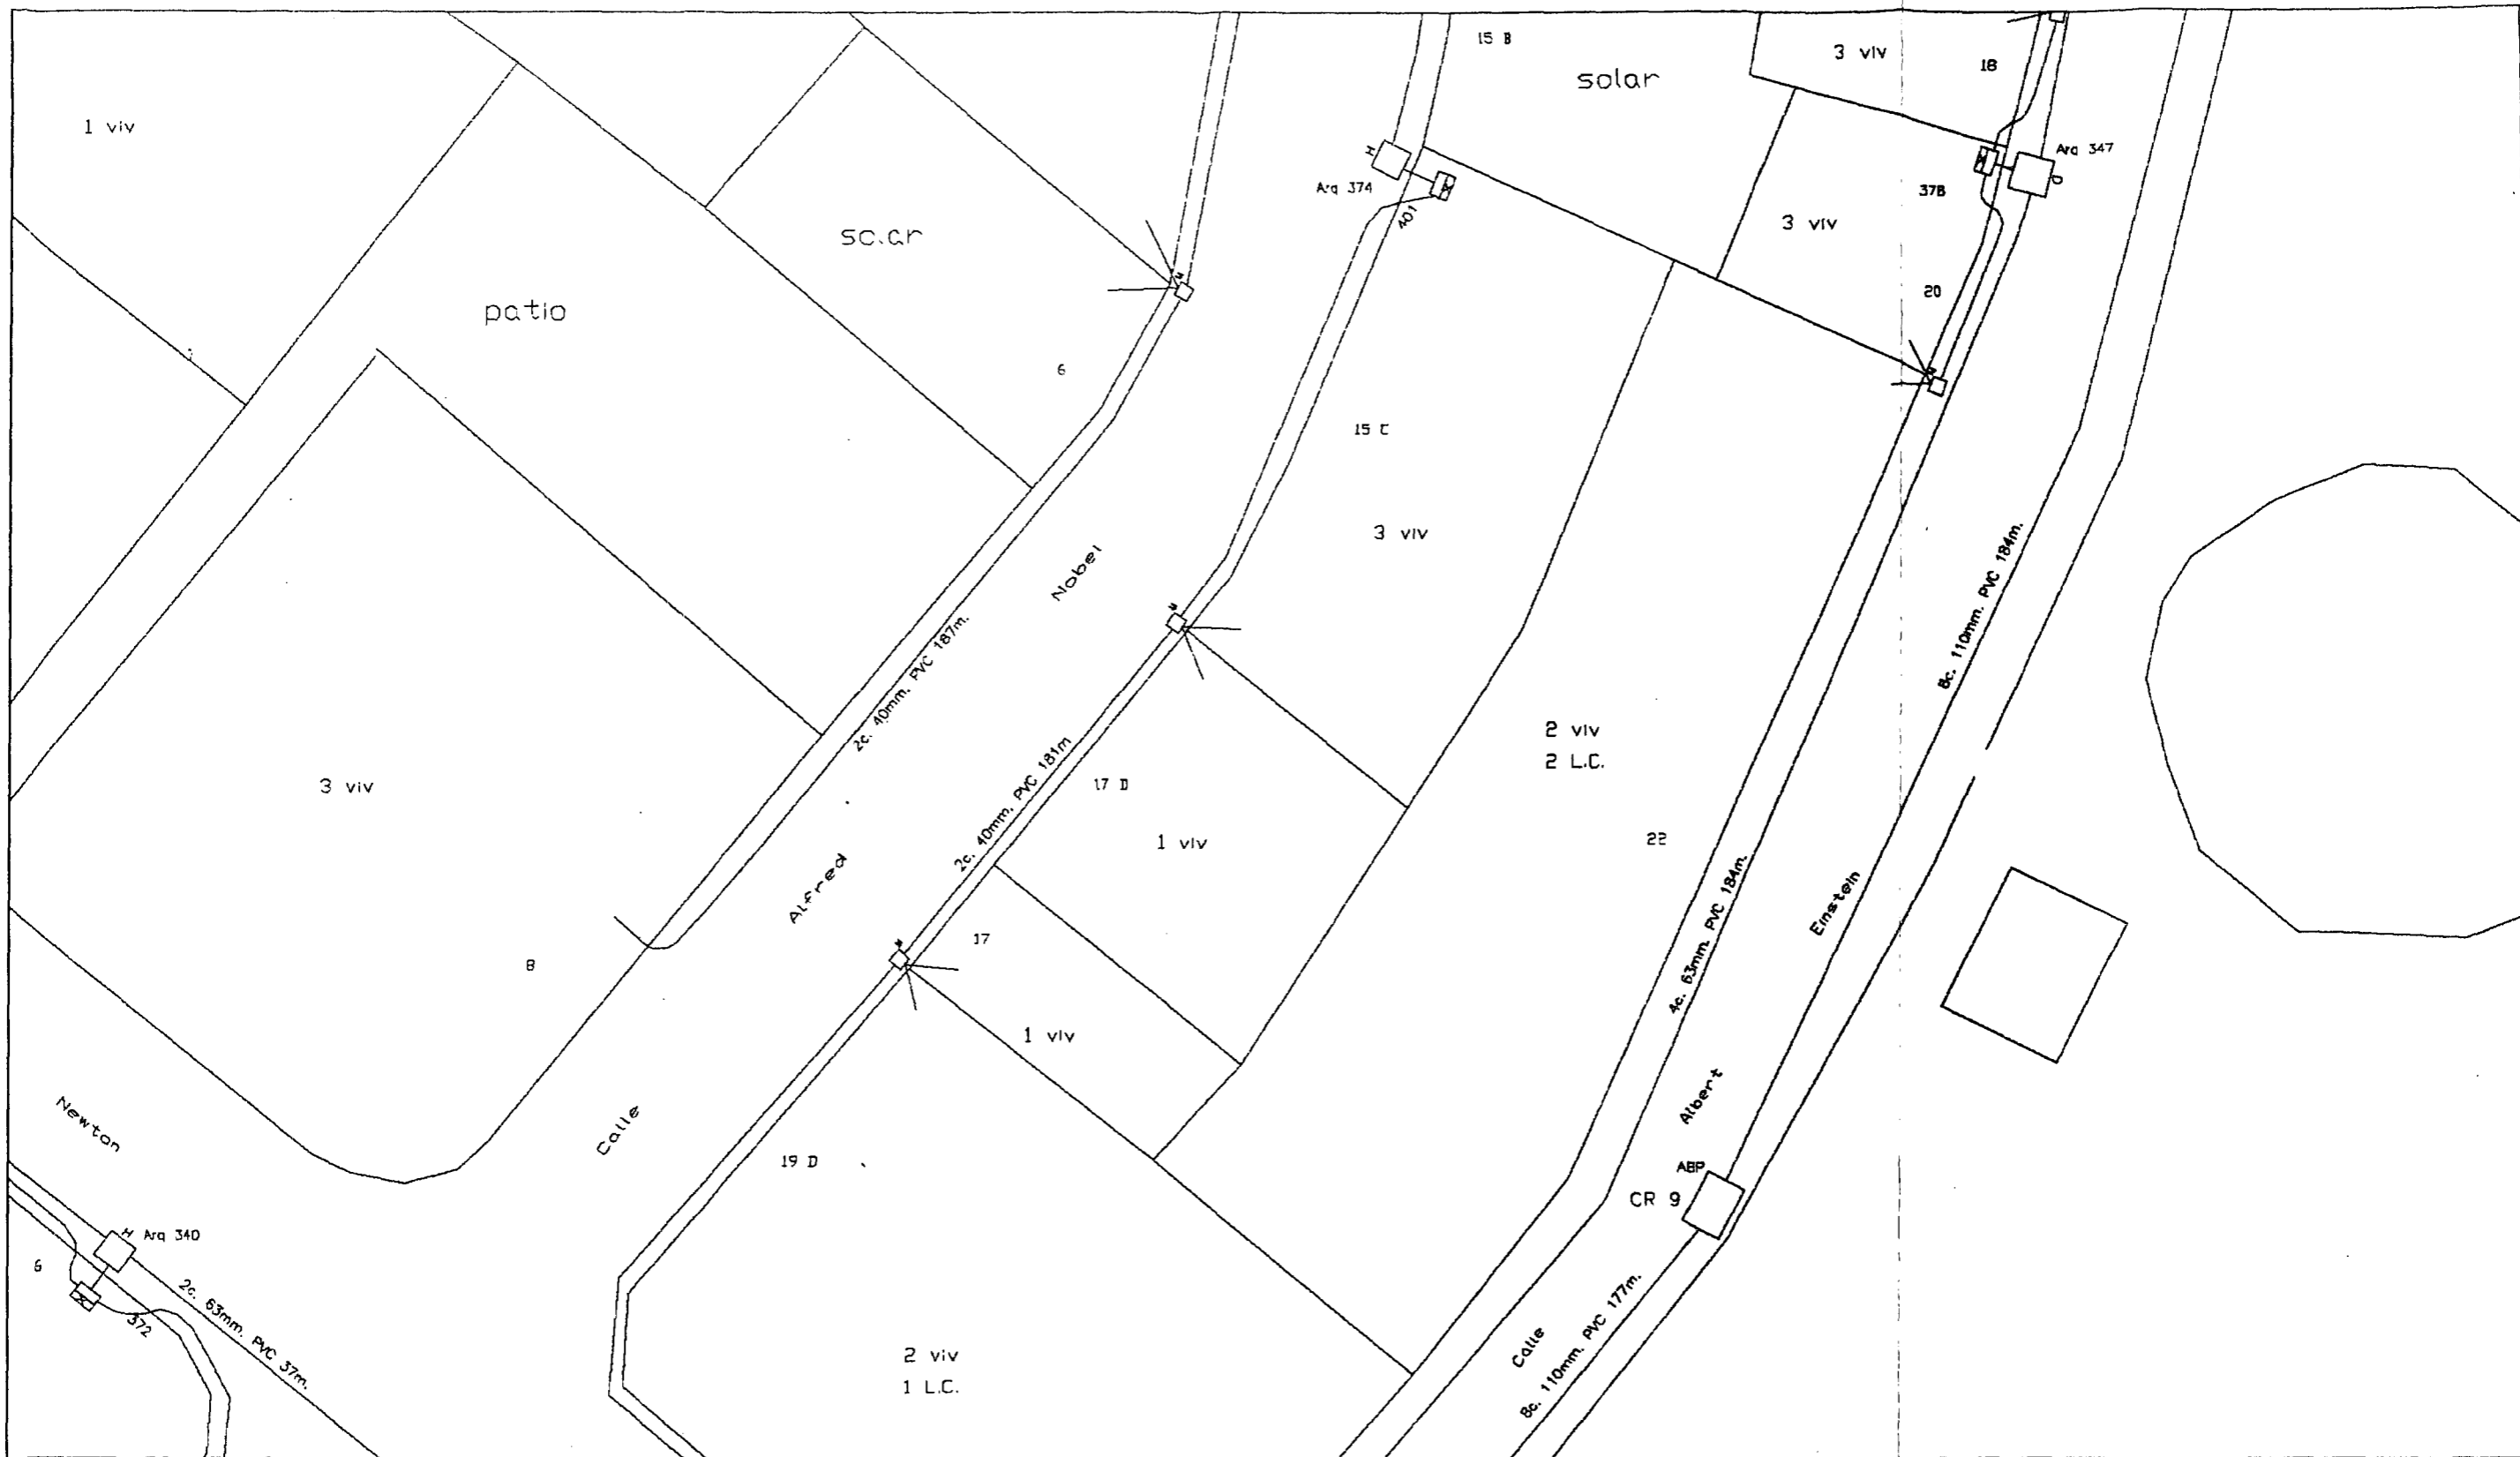 15 B
3 viv
18
solar
1 viv
H
Arq 347
Arq 374
37B
401
3 viv
patio
20
6
15 C
3 viv
Nobel
8c. 110mm. PVC 184m.
2c. 40mm. PVC 187m.
2 viv
2 L.C.
3 viv
2c. 40mm. PVC 181m
17 D
1 viv
22
Alfred
Einstein
17
4c. 63mm. PVC 184m.
8
1 viv
Newton
Calle
Albert
19 D
ABP
CR 9
H
Arq 340
6
372
2c. 63mm. PVC 37m.
Calle
8c. 110mm. PVC 177m.
2 viv
1 L.C.